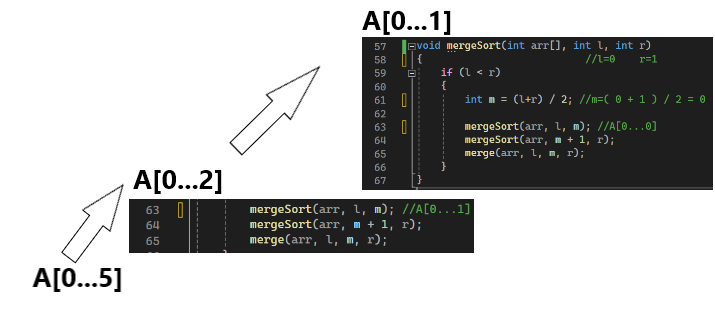 A[0...1]
57 void mergeSort(int arr[], int l, int r)
58 { //l=0 r=1
59 if (l < r)
60 {
61 int m = (l+r) / 2; //m=( 0 + 1 ) / 2 = 0
62
63 mergeSort(arr, l, m); //A[0...0]
64 mergeSort(arr, m + 1, r);
65 merge(arr, l, m, r);
66 }
67 }
A[0...2]
63 mergeSort(arr, l, m); //A[0...1]
64 mergeSort(arr, m + 1, r);
65 merge(arr, l, m, r);
A[0...5]